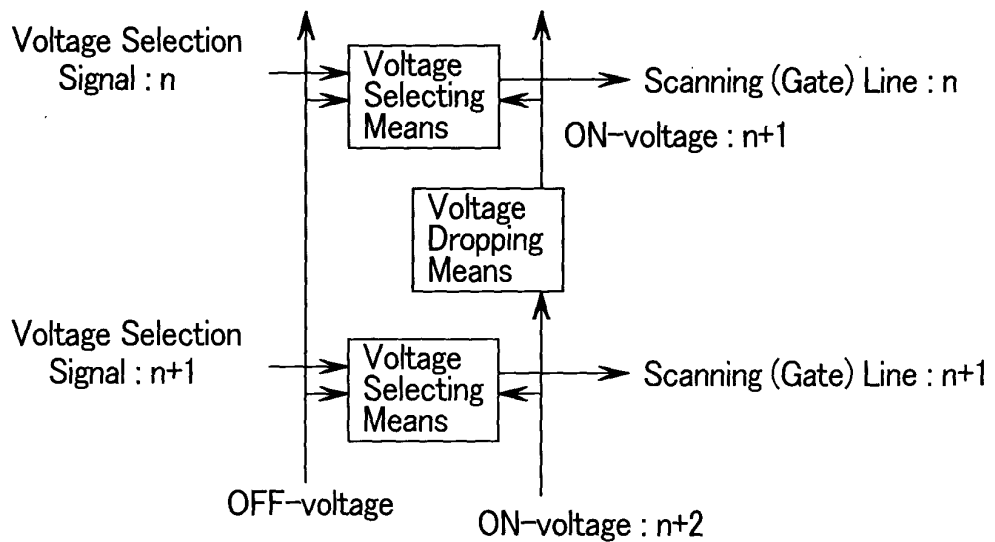 Voltage Selection
Signal : n
Voltage
Selecting
Means
Scanning (Gate) Line : n
ON-voltage : n+1
Voltage
Dropping
Means
Voltage Selection
Signal : n+1
Voltage
Selecting
Means
Scanning (Gate) Line : n+1
OFF-voltage
ON-voltage : n+2